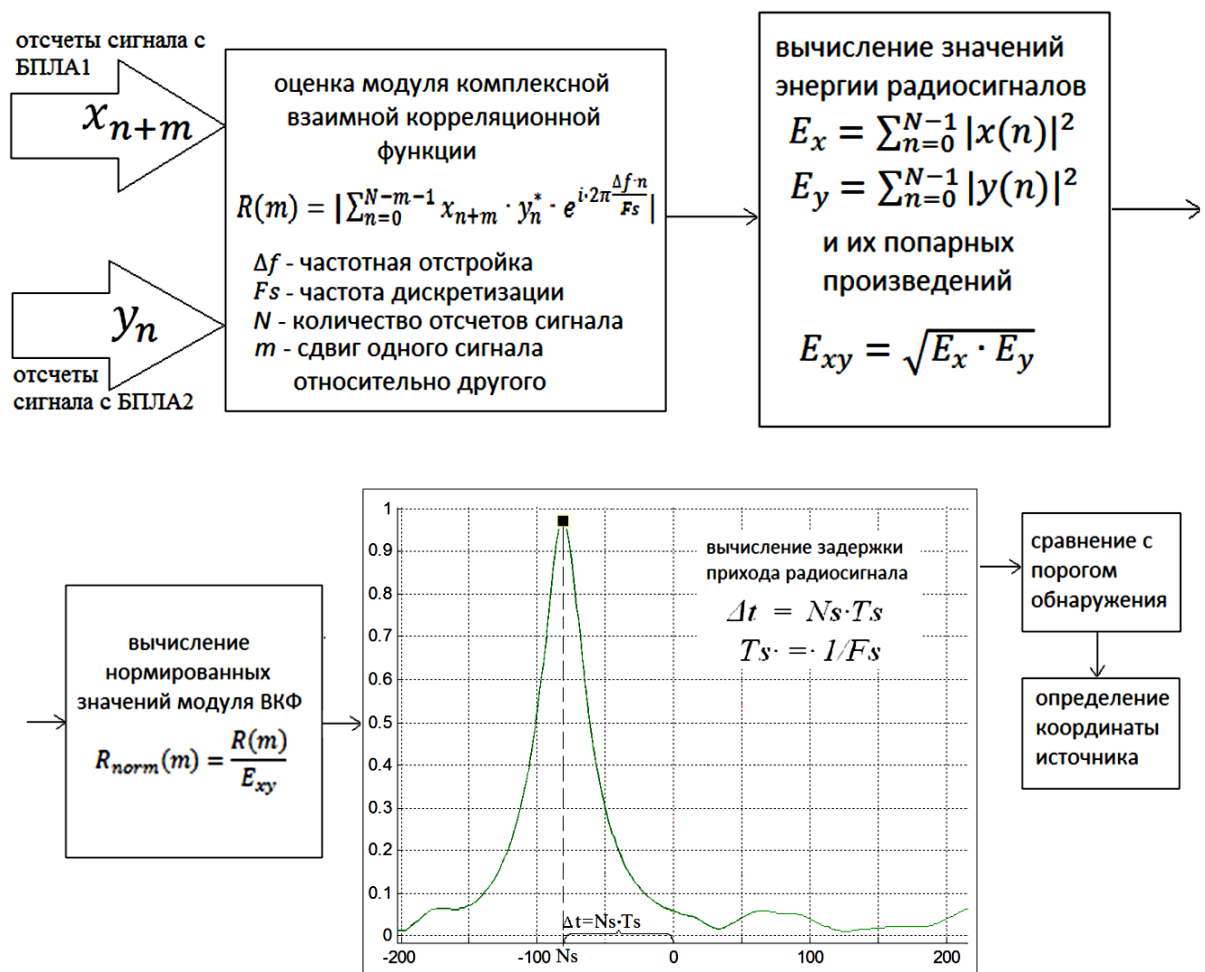 отсчеты сигнала с
БПЛА1
x_{n+m}
y_n
отсчеты
сигнала с БПЛА2
оценка модуля комплексной
взаимной корреляционной
функции
R(m) = |∑_{n=0}^{N-m-1} x_{n+m} · y_n^* · e^{i·2π\frac{Δf·n}{Fs}}|
Δf - частотная отстройка
Fs - частота дискретизации
N - количество отсчетов сигнала
m - сдвиг одного сигнала
относительно другого
вычисление значений
энергии радиосигналов
E_x = ∑_{n=0}^{N-1} |x(n)|^2
E_y = ∑_{n=0}^{N-1} |y(n)|^2
и их попарных
произведений
E_{xy} = \sqrt{E_x · E_y}
вычисление
нормированных
значений модуля ВКФ
R_{norm}(m) = \frac{R(m)}{E_{xy}}
1
0.9
0.8
0.7
0.6
0.5
0.4
0.3
0.2
0.1
0
вычисление задержки
прихода радиосигнала
Δt = Ns·Ts
Ts· =· 1/Fs
Δt=Ns·Ts
-200
-100
Ns
0
100
200
сравнение с
порогом
обнаружения
определение
координаты
источника